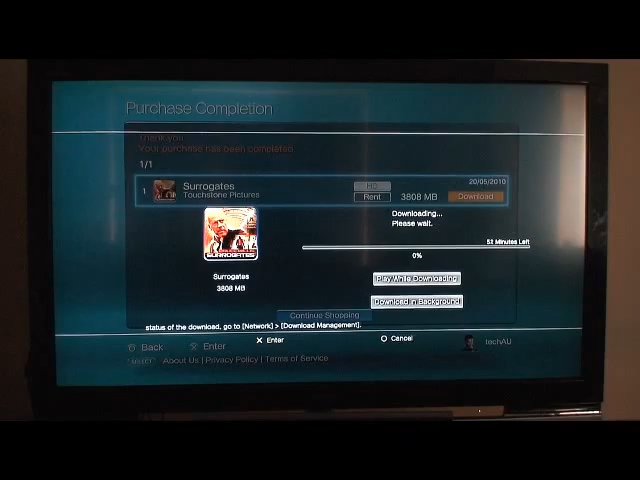 Purchase Completion
Thank you
Your purchase has been completed.
1/1
20/05/2010
1 Surrogates HD
Touchstone Pictures Rent 3808 MB Download
Downloading...
Please wait.
52 Minutes Left
0%
SURROGATES
Surrogates
3808 MB
Play While Downloading
Download in Background
Continue Shopping
status of the download, go to [Network] > [Download Management].
Enter Cancel
Back Enter techAU
SELECT About Us | Privacy Policy | Terms of Service